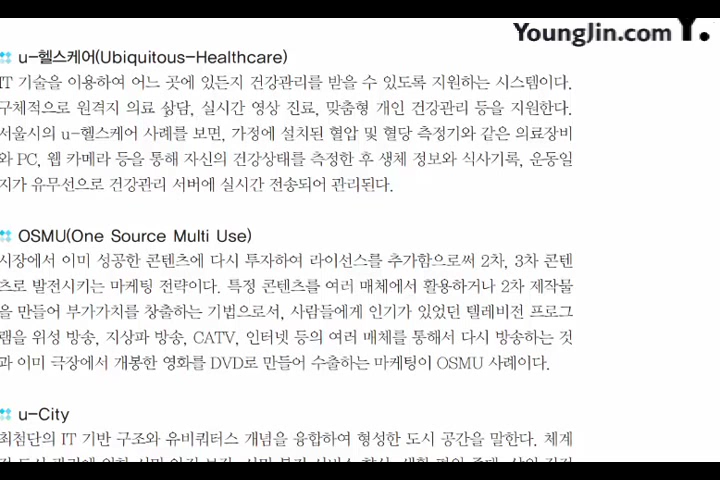 YoungJin.com Y.
u-헬스케어(Ubiquitous-Healthcare)
IT 기술을 이용하여 어느 곳에 있든지 건강관리를 받을 수 있도록 지원하는 시스템이다.
구체적으로 원격지 의료 상담, 실시간 영상 진료, 맞춤형 개인 건강관리 등을 지원한다.
서울시의 u-헬스케어 사례를 보면, 가정에 설치된 혈압 및 혈당 측정기와 같은 의료장비
와 PC, 웹 카메라 등을 통해 자신의 건강상태를 측정한 후 생체 정보와 식사기록, 운동일
지가 유무선으로 건강관리 서버에 실시간 전송되어 관리된다.
OSMU(One Source Multi Use)
시장에서 이미 성공한 콘텐츠에 다시 투자하여 라이선스를 추가함으로써 2차, 3차 콘텐
츠로 발전시키는 마케팅 전략이다. 특정 콘텐츠를 여러 매체에서 활용하거나 2차 제작물
을 만들어 부가가치를 창출하는 기법으로서, 사람들에게 인기가 있었던 텔레비전 프로그
램을 위성 방송, 지상파 방송, CATV, 인터넷 등의 여러 매체를 통해서 다시 방송하는 것
과 이미 극장에서 개봉한 영화를 DVD로 만들어 수출하는 마케팅이 OSMU 사례이다.
u-City
최첨단의 IT 기반 구조와 유비쿼터스 개념을 융합하여 형성한 도시 공간을 말한다. 체계